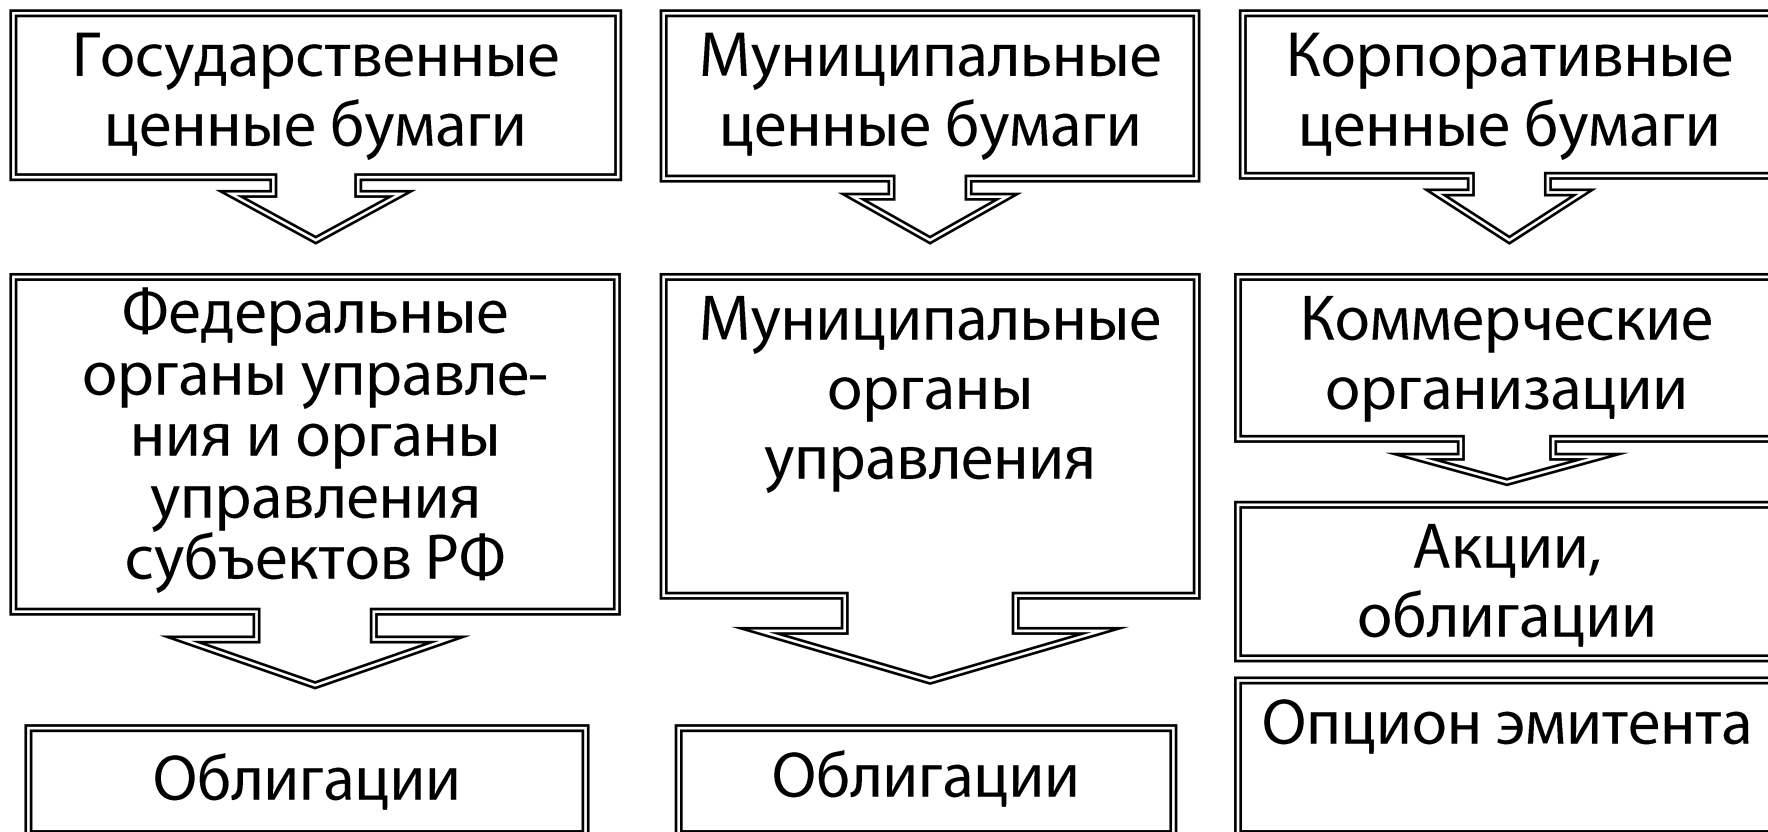 Государственные
ценные бумаги
Муниципальные
ценные бумаги
Корпоративные
ценные бумаги
Федеральные
органы управле-
ния и органы
управления
субъектов РФ
Муниципальные
органы
управления
Коммерческие
организации
Акции,
облигации
Опцион эмитента
Облигации
Облигации